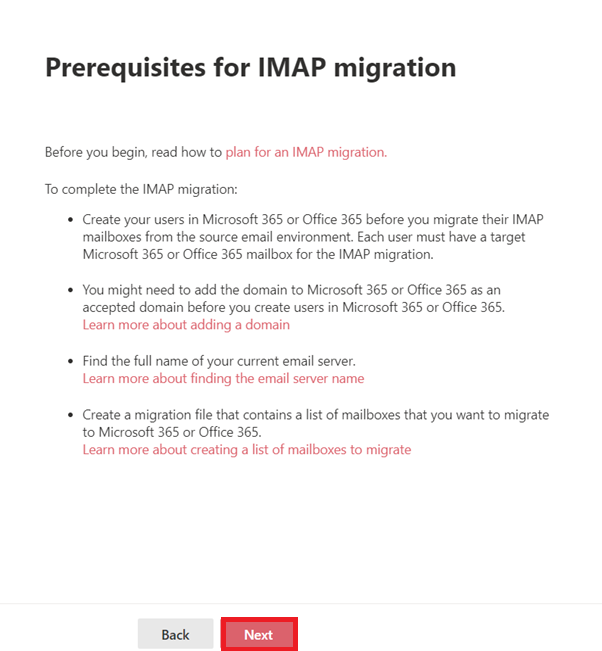 Prerequisites for IMAP migration
Before you begin, read how to plan for an IMAP migration.
To complete the IMAP migration:
• Create your users in Microsoft 365 or Office 365 before you migrate their IMAP
mailboxes from the source email environment. Each user must have a target
Microsoft 365 or Office 365 mailbox for the IMAP migration.
• You might need to add the domain to Microsoft 365 or Office 365 as an
accepted domain before you create users in Microsoft 365 or Office 365.
Learn more about adding a domain
• Find the full name of your current email server.
Learn more about finding the email server name
• Create a migration file that contains a list of mailboxes that you want to migrate
to Microsoft 365 or Office 365.
Learn more about creating a list of mailboxes to migrate
Back
Next